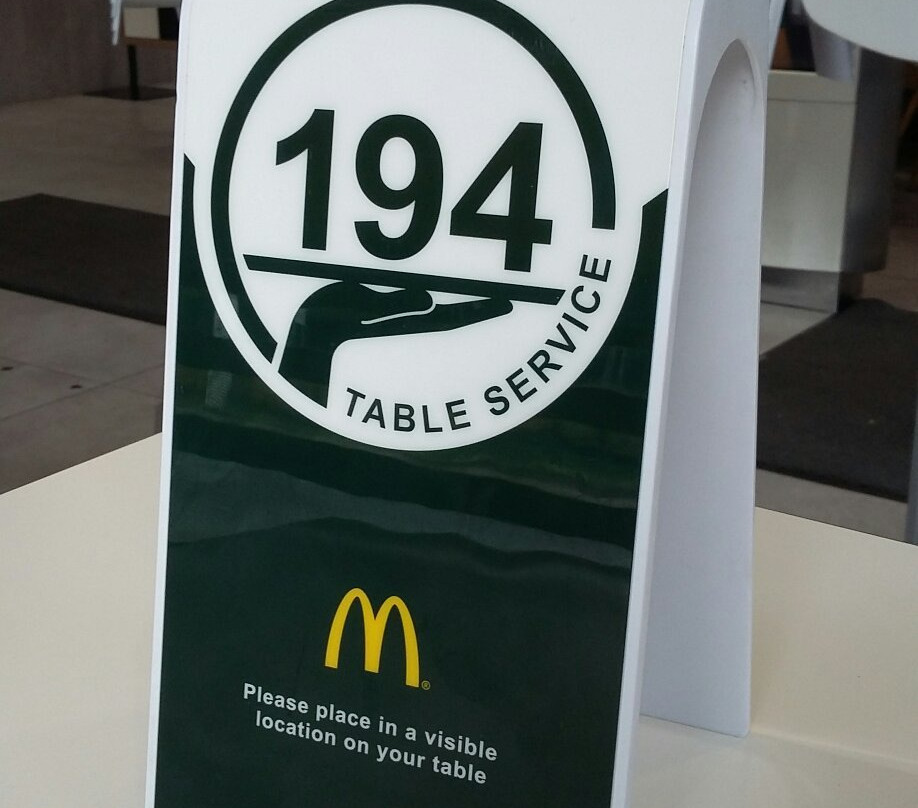 194
TABLE SERVICE
Please place in a visible
location on your table